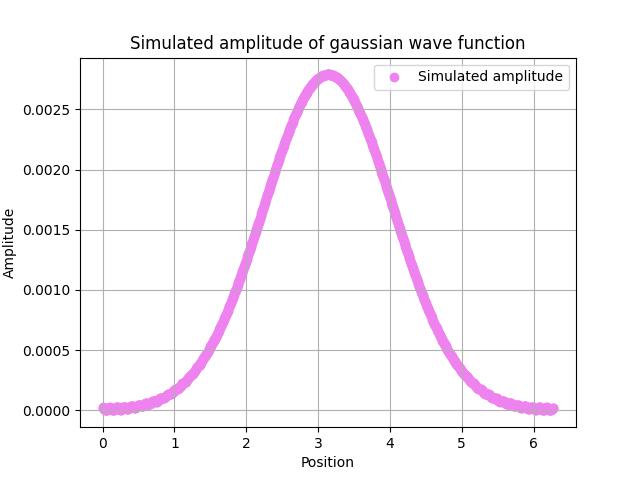 Simulated amplitude of gaussian wave function
Simulated amplitude
Amplitude
0.0025
0.0020
0.0015
0.0010
0.0005
0.0000
0 1 2 3 4 5 6
Position